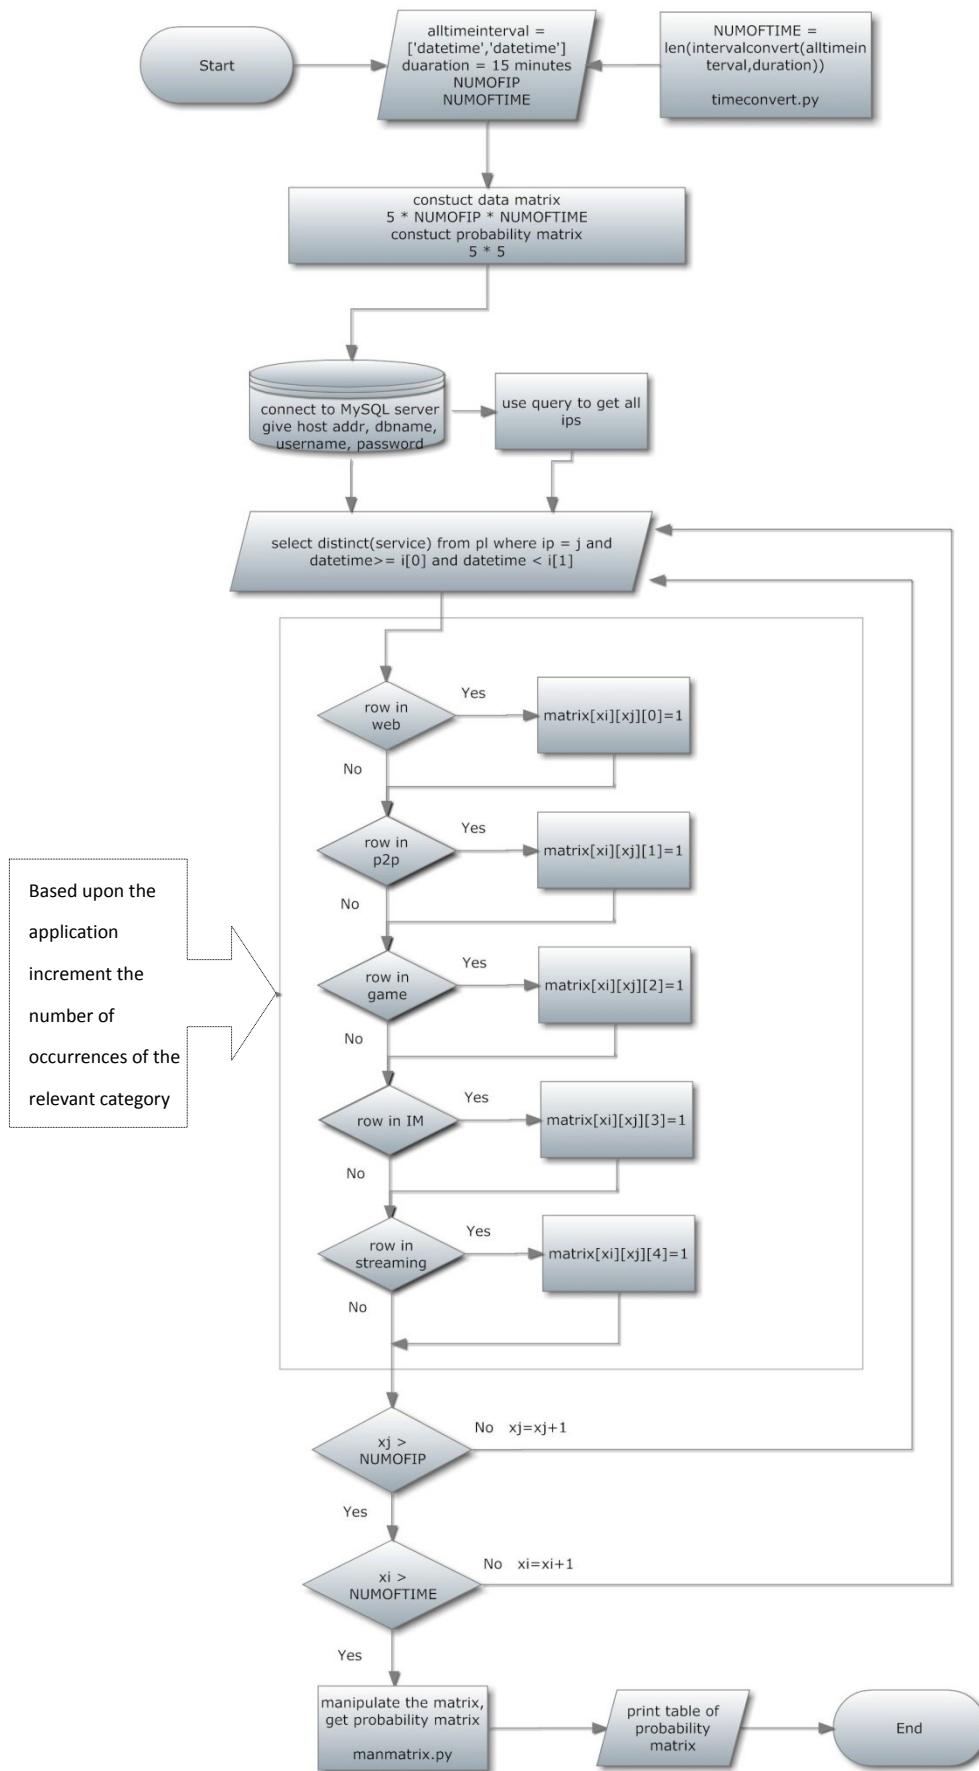 Start
alltimeinterval =
['datetime','datetime']
duaration = 15 minutes
NUMOFIP
NUMOFTIME
NUMOFTIME =
len(intervalconvert(alltimein
terval,duration))
timeconvert.py
constuct data matrix
5 * NUMOFIP * NUMOFTIME
constuct probability matrix
5 * 5
connect to MySQL server
give host addr, dbname,
username, password
use query to get all
ips
select distinct(service) from pl where ip = j and
datetime>= i[0] and datetime < i[1]
row in
web
Yes
matrix[xi][xj][0]=1
No
row in
p2p
Yes
matrix[xi][xj][1]=1
No
Based upon the
application
increment the
number of
occurrences of the
relevant category
row in
game
Yes
matrix[xi][xj][2]=1
No
row in IM
Yes
matrix[xi][xj][3]=1
No
row in
streaming
Yes
matrix[xi][xj][4]=1
No
xj >
NUMOFIP
No xj=xj+1
Yes
xi >
NUMOFTIME
No xi=xi+1
Yes
manipulate the matrix,
get probability matrix
manmatrix.py
print table of
probability
matrix
End